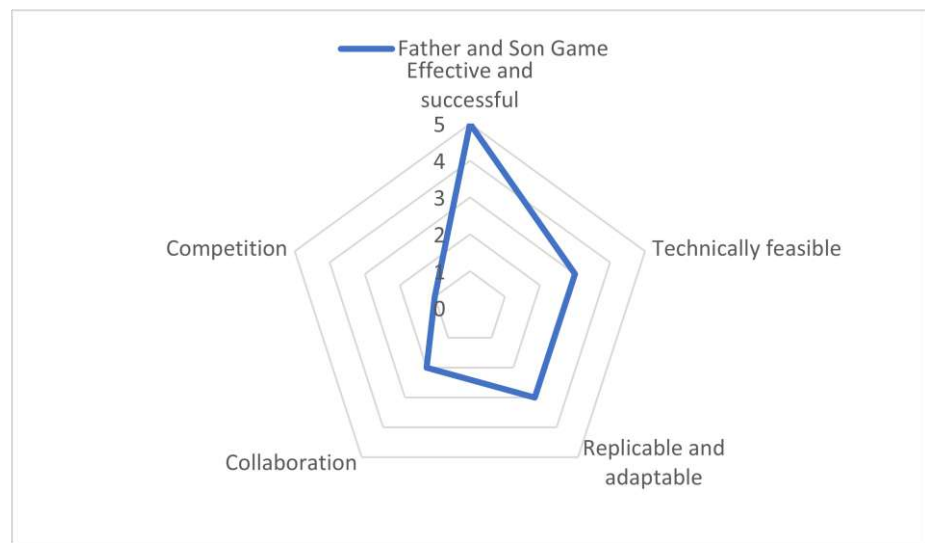 Father and Son Game
Effective and
successful
5
4
3
2
1
0
Competition
Technically feasible
Collaboration
Replicable and
adaptable